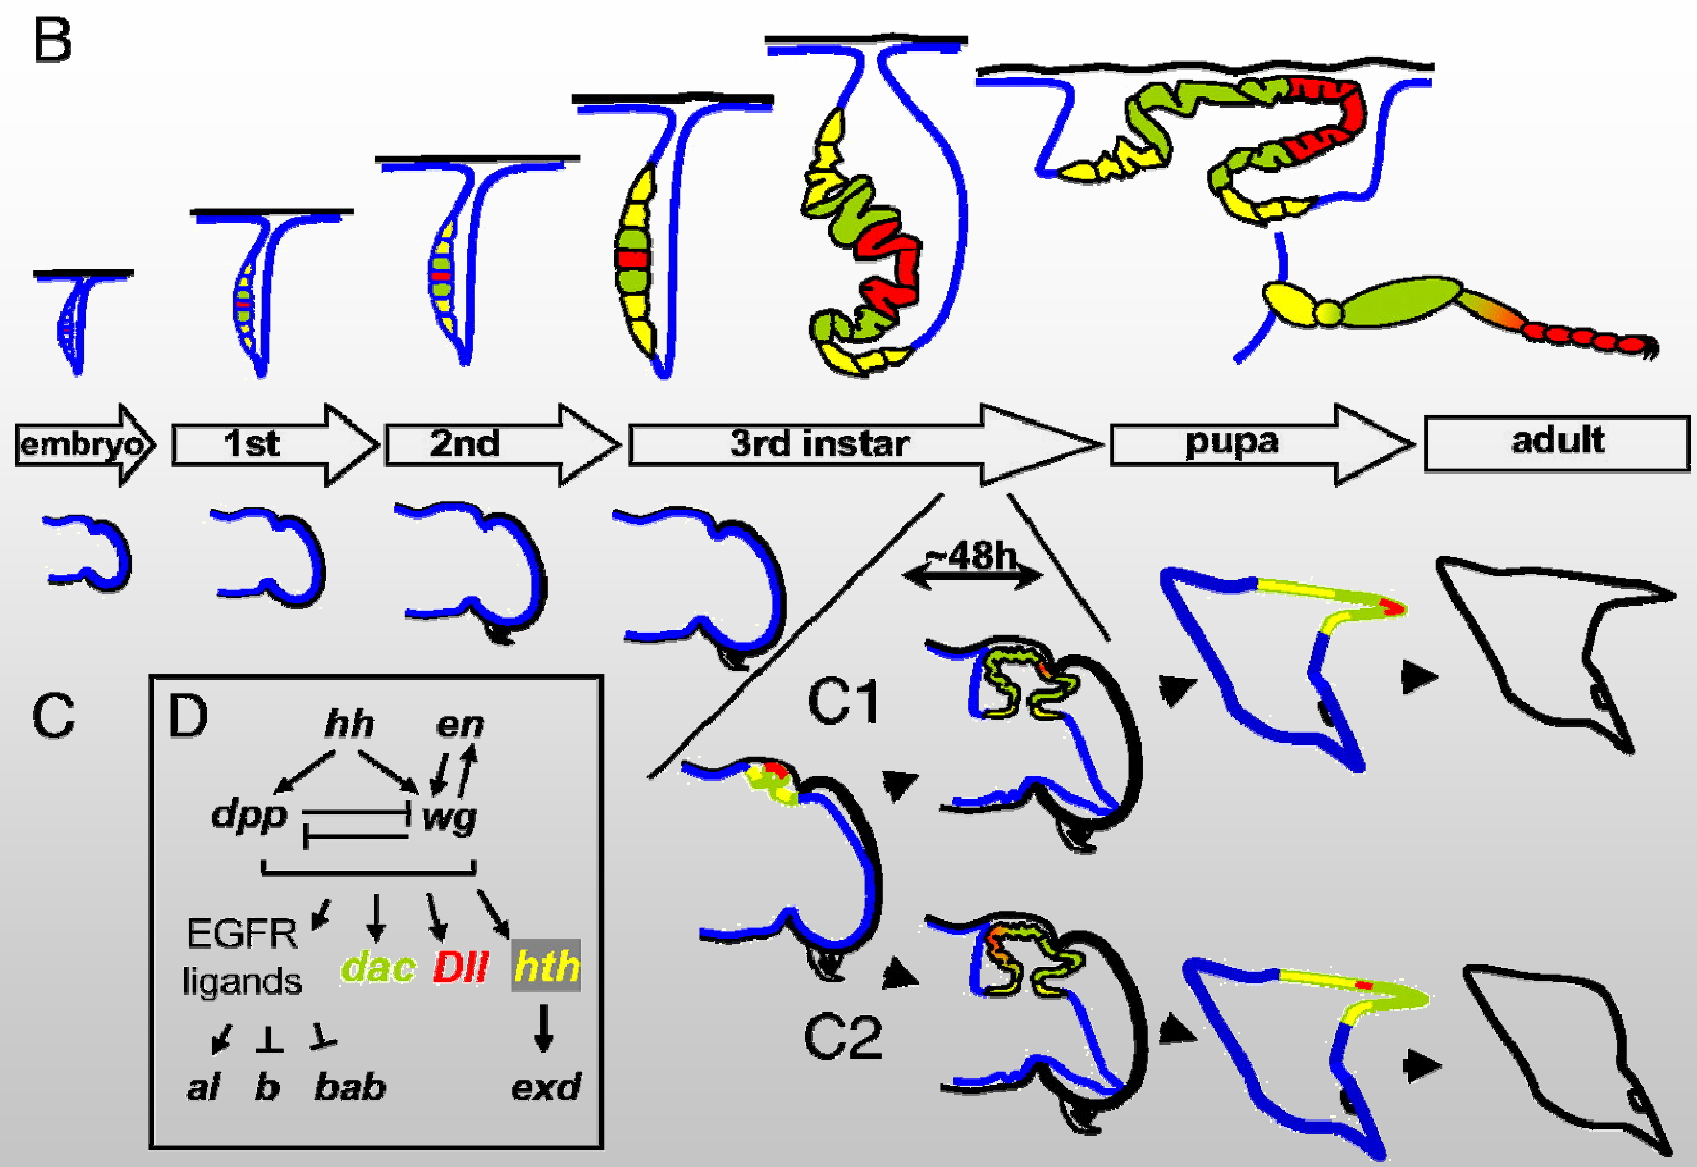 B
embryo
1st
2nd
3rd instar
pupa
adult
~48h
C
D
hh en
dpp wg
EGFR
ligands
dac Dll hth
al b bab exd
C1
C2